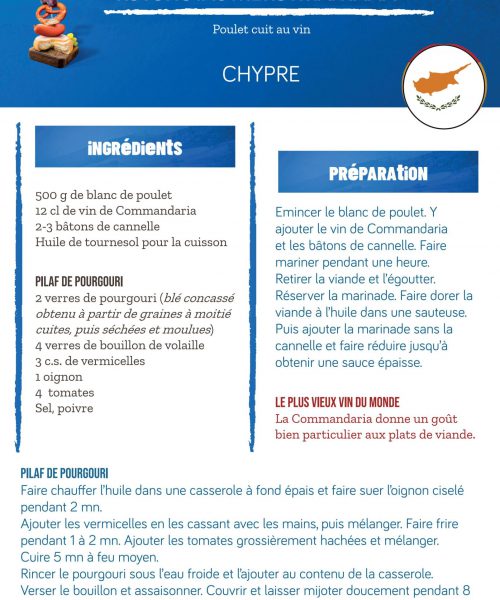 Poulet cuit au vin
CHYPRE
INGRÉDIENTS
500 g de blanc de poulet
12 cl de vin de Commandaria
2-3 bâtons de cannelle
Huile de tournesol pour la cuisson
PILAF DE POURGOURI
2 verres de pourgouri (blé concassé
obtenu à partir de graines à moitié
cuites, puis séchées et moulues)
4 verres de bouillon de volaille
3 c.s. de vermicelles
1 oignon
4 tomates
Sel, poivre
PRÉPARATION
Emincer le blanc de poulet. Y
ajouter le vin de Commandaria
et les bâtons de cannelle. Faire
mariner pendant une heure.
Retirer la viande et l'égoutter.
Réserver la marinade. Faire dorer la
viande à l'huile dans une sauteuse.
Puis ajouter la marinade sans la
cannelle et faire réduire jusqu'à
obtenir une sauce épaisse.
LE PLUS VIEUX VIN DU MONDE
La Commandaria donne un goût
bien particulier aux plats de viande.
PILAF DE POURGOURI
Faire chauffer l'huile dans une casserole à fond épais et faire suer l'oignon ciselé
pendant 2 mn.
Ajouter les vermicelles en les cassant avec les mains, puis mélanger. Faire frire
pendant 1 à 2 mn. Ajouter les tomates grossièrement hachées et mélanger.
Cuire 5 mn à feu moyen.
Rincer le pourgouri sous l'eau froide et l'ajouter au contenu de la casserole.
Verser le bouillon et assaisonner. Couvrir et laisser mijoter doucement pendant 8